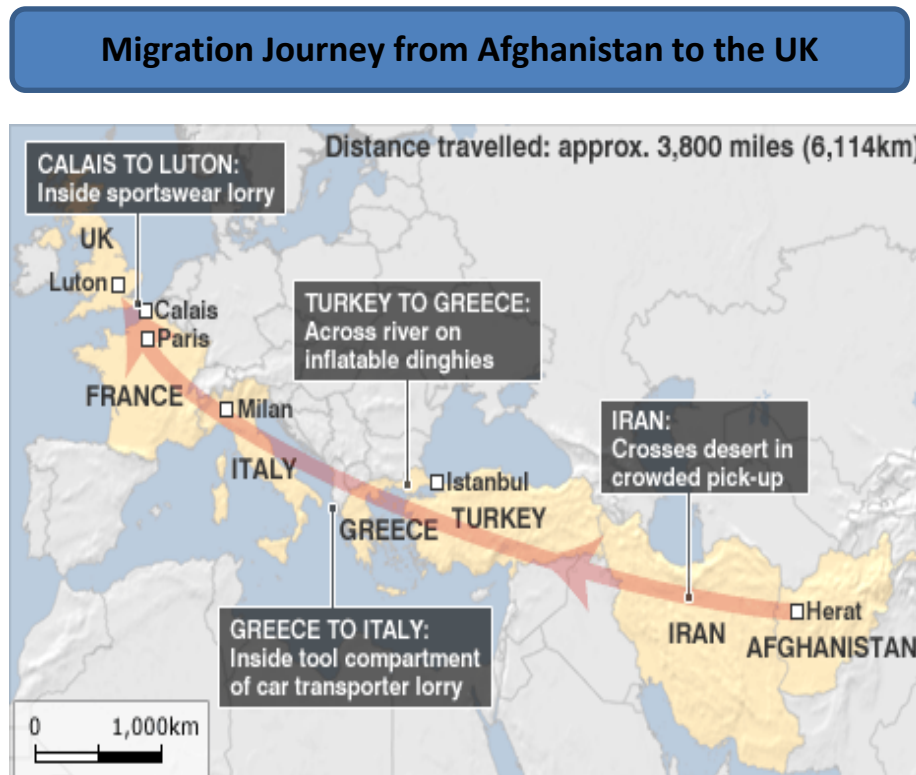 Migration Journey from Afghanistan to the UK
Distance travelled: approx. 3,800 miles (6,114km)
CALAIS TO LUTON:
Inside sportswear lorry
UK
Luton
Calais
Paris
TURKEY TO GREECE:
Across river on
inflatable dinghies
FRANCE
Milan
IRAN:
Crosses desert in
crowded pick-up
ITALY
Istanbul
GREECE
TURKEY
Herat
IRAN
AFGHANISTAN
GREECE TO ITALY:
Inside tool compartment
of car transporter lorry
0 1,000km